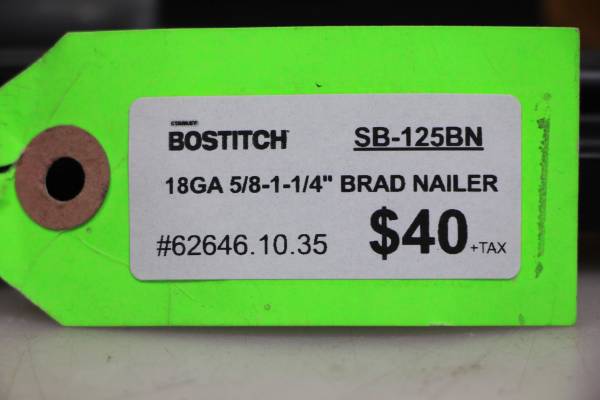 STANLEY
BOSTITCH SB-125BN
18GA 5/8-1-1/4" BRAD NAILER
#62646.10.35 $40 +TAX